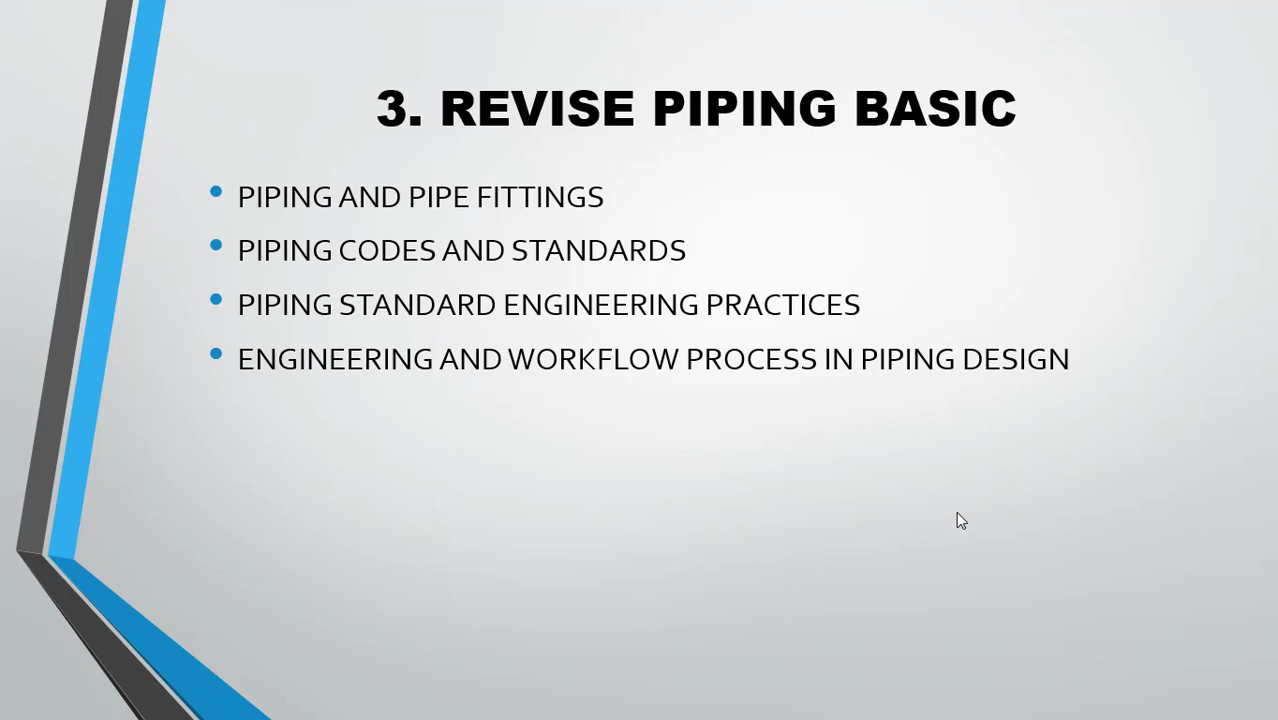 3. REVISE PIPING BASIC
• PIPING AND PIPE FITTINGS
• PIPING CODES AND STANDARDS
• PIPING STANDARD ENGINEERING PRACTICES
• ENGINEERING AND WORKFLOW PROCESS IN PIPING DESIGN